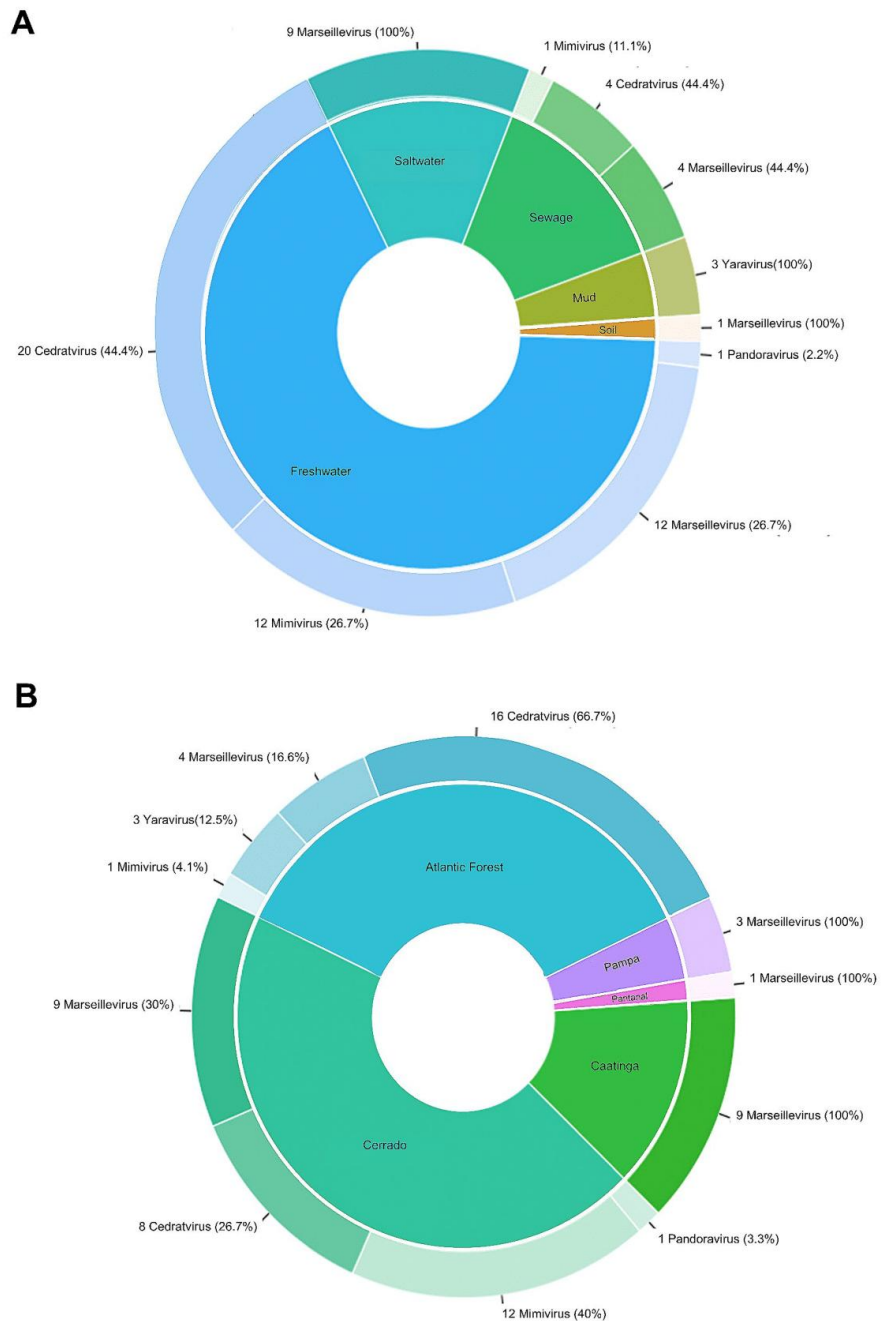 A
9 Marseillevirus (100%)
1 Mimivirus (11.1%)
4 Cedratvirus (44.4%)
Saltwater
4 Marseillevirus (44.4%)
Sewage
3 Yaravirus(100%)
Mud
1 Marseillevirus (100%)
Soil
20 Cedratvirus (44.4%)
1 Pandoravirus (2.2%)
Freshwater
12 Marseillevirus (26.7%)
12 Mimivirus (26.7%)
B
16 Cedratvirus (66.7%)
4 Marseillevirus (16.6%)
3 Yaravirus(12.5%)
1 Mimivirus (4.1%)
Atlantic Forest
3 Marseillevirus (100%)
Pampa
1 Marseillevirus (100%)
Pantanal
9 Marseillevirus (30%)
Caatinga
9 Marseillevirus (100%)
Cerrado
8 Cedratvirus (26.7%)
1 Pandoravirus (3.3%)
12 Mimivirus (40%)